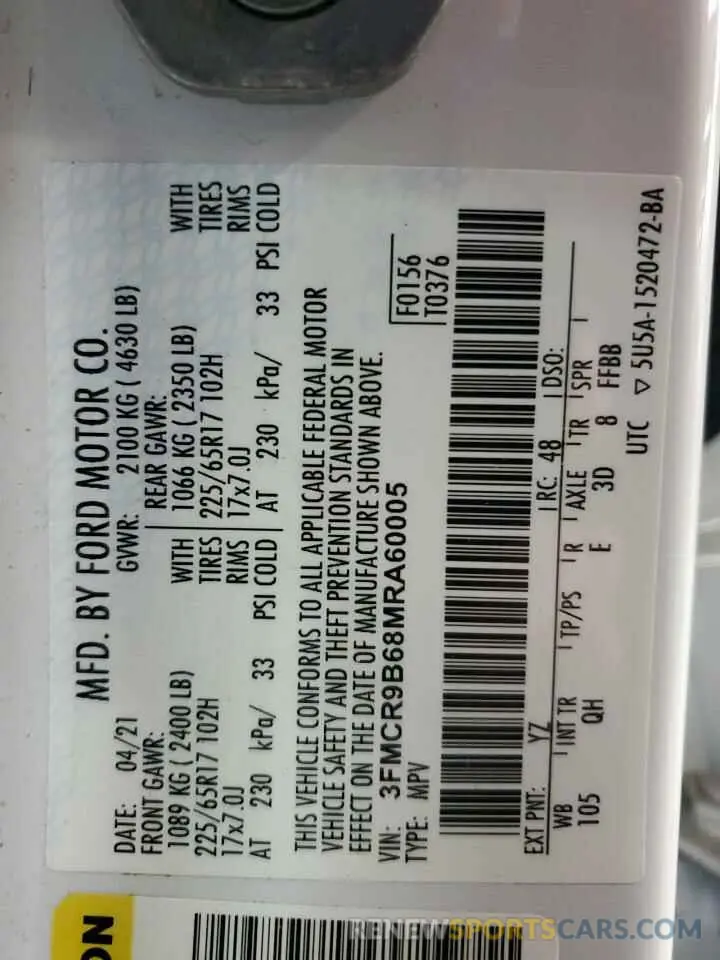 MFD. BY FORD MOTOR CO.
DATE: 04/21 GVWR: 2100 KG ( 4630 LB)
FRONT GAWR: REAR GAWR:
1089 KG ( 2400 LB) WITH 1066 KG ( 2350 LB) WITH
225/65R17 102H TIRES 225/65R17 102H TIRES
17x7.0J RIMS 17x7.0J RIMS
AT 230 kPa/ 33 PSI COLD AT 230 kPa/ 33 PSI COLD
THIS VEHICLE CONFORMS TO ALL APPLICABLE FEDERAL MOTOR
VEHICLE SAFETY AND THEFT PREVENTION STANDARDS IN
EFFECT ON THE DATE OF MANUFACTURE SHOWN ABOVE.
VIN: 3FMCR9B68MRA60005 F0156
TYPE: MPV T0376
EXT PNT: YZ RC: 48 DSO:
WB INT TR TP/PS R AXLE TR SPR
105 QH E 3D 8 FFBB
UTC ▽ 5U5A-1520472-BA
ON
RENEWSPORTSCARS.COM